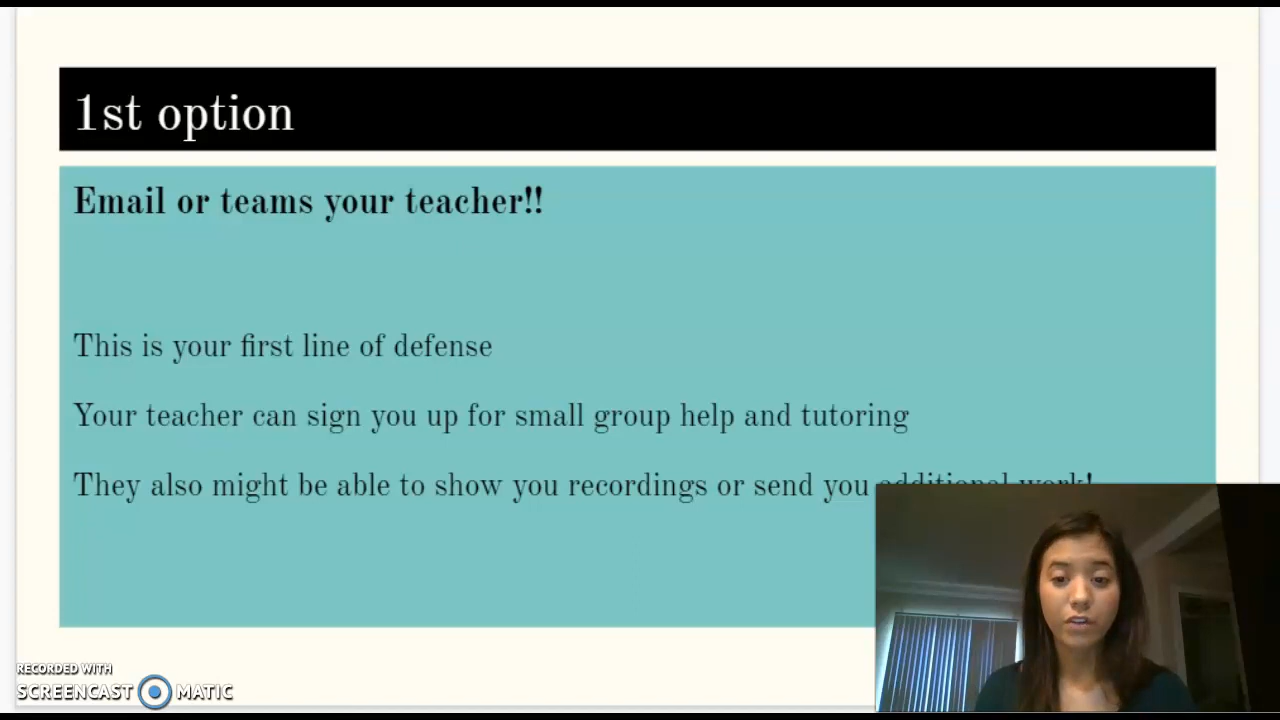 1st option
Email or teams your teacher!!
This is your first line of defense
Your teacher can sign you up for small group help and tutoring
They also might be able to show you recordings or send you additional work!
RECORDED WITH
SCREENCAST MATIC